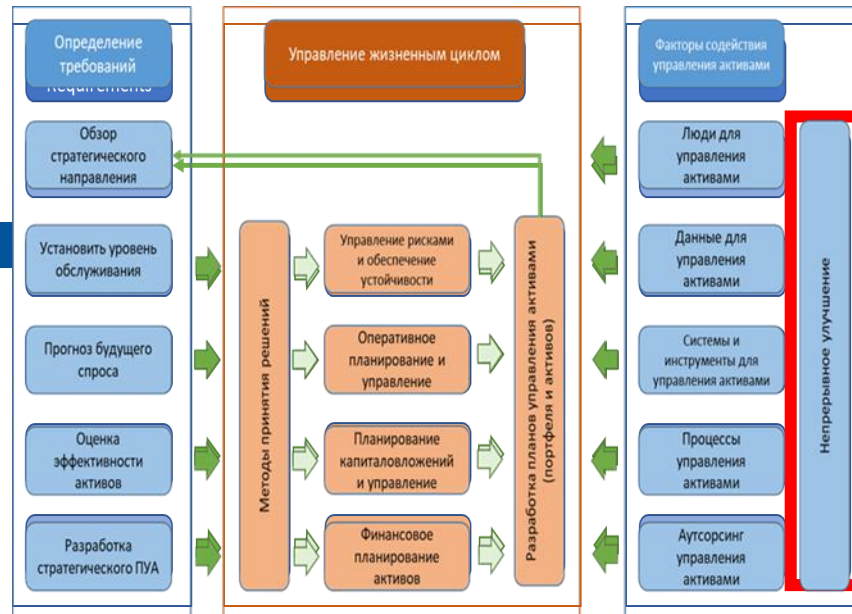 Определение
требований
Requirements
Обзор
стратегического
направления
Установить уровень
обслуживания
Прогноз будущего
спроса
Оценка
эффективности
активов
Разработка
стратегического ПУА
Управление жизненным циклом
Методы принятия решений
Управление рисками
и обеспечение
устойчивости
Оперативное
планирование и
управление
Планирование
капиталовложений
и управление
Финансовое
планирование
активов
Разработка планов управления активами
(портфеля и активов)
Факторы содействия
управления активами
Люди для
управления
активами
Данные для
управления
активами
Системы и
инструменты для
управления активами
Процессы
управления
активами
Аутсорсинг
управления
активами
Непрерывное улучшение